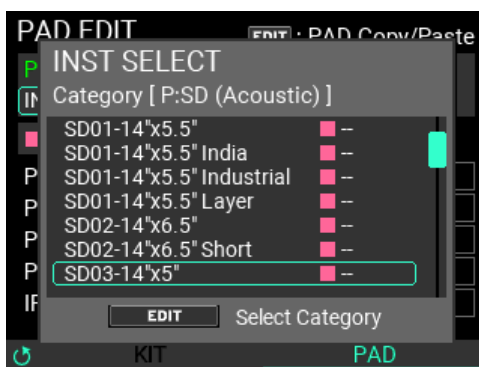 PAD EDIT EDIT : PAD Copy/Paste
INST SELECT
Category [ P:SD (Acoustic) ]
SD01-14"x5.5" --
SD01-14"x5.5" India --
SD01-14"x5.5" Industrial --
SD01-14"x5.5" Layer --
SD02-14"x6.5" --
SD02-14"x6.5" Short --
SD03-14"x5" --
EDIT Select Category
KIT PAD